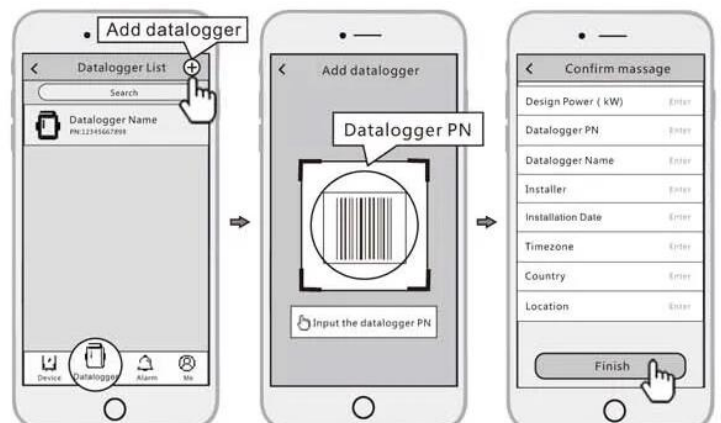 Add datalogger
Datalogger List
Search
Datalogger Name
PN:12345667899
Device
Datalogger
Alarm
Me
Add datalogger
Datalogger PN
Input the datalogger PN
Confirm massage
Design Power ( kW) Enter
Datalogger PN Enter
Datalogger Name Enter
Installer Enter
Installation Date Enter
Timezone Enter
Country Enter
Location Enter
Finish